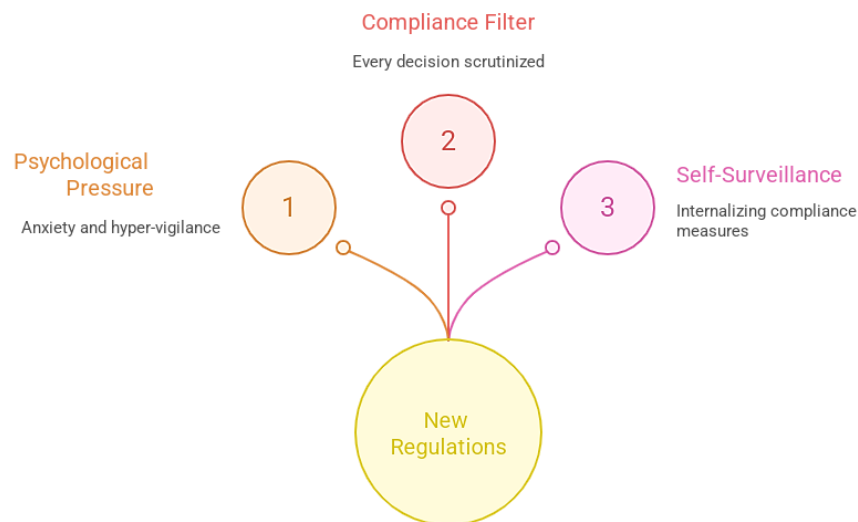 Compliance Filter
Every decision scrutinized
2
Psychological
Pressure
Anxiety and hyper-vigilance
1
3
Self-Surveillance
Internalizing compliance
measures
New
Regulations